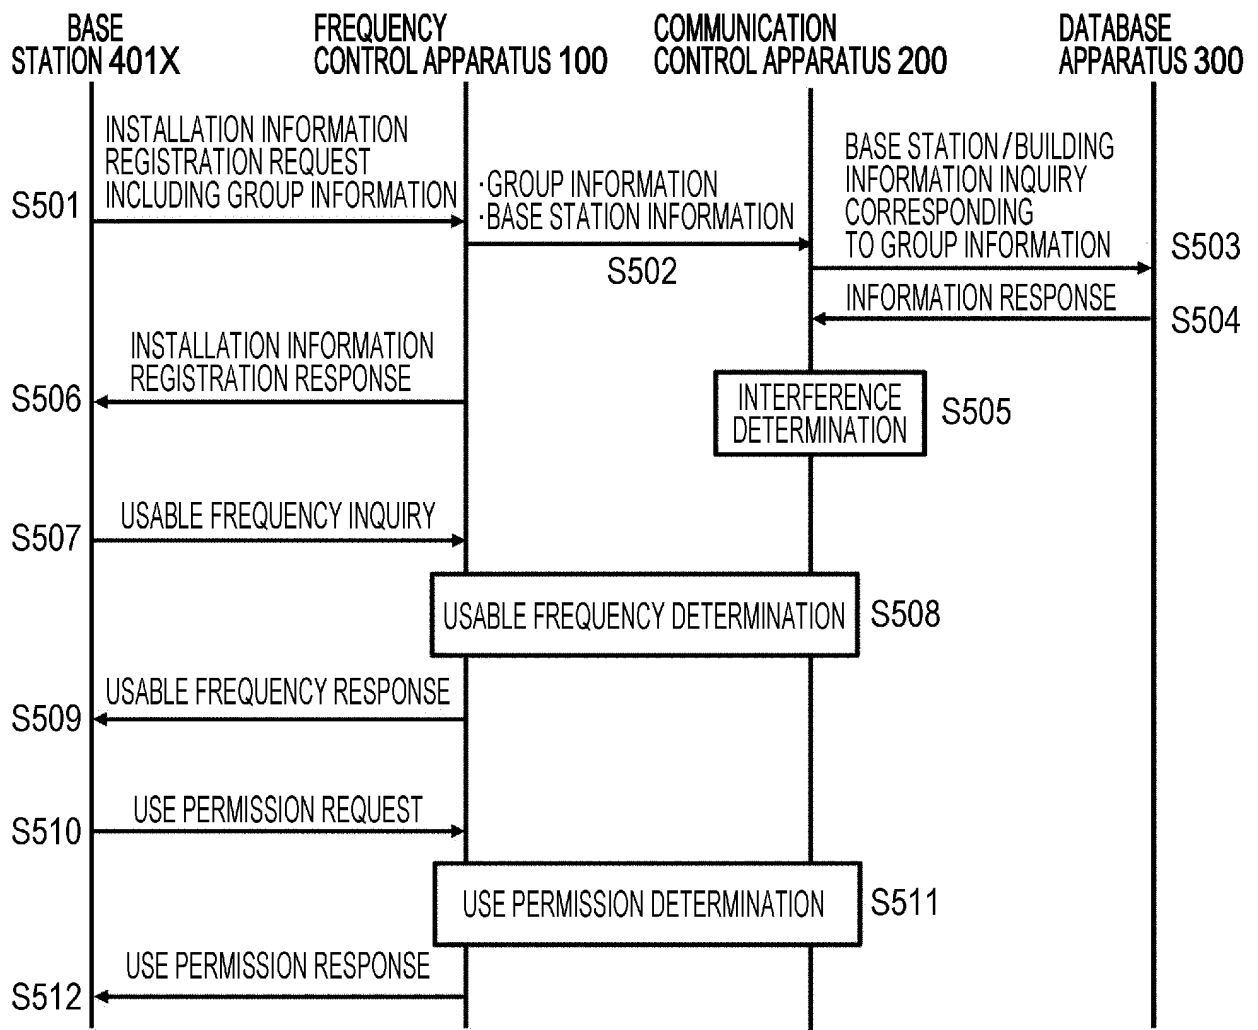 BASE
STATION 401X
FREQUENCY
CONTROL APPARATUS 100
COMMUNICATION
CONTROL APPARATUS 200
DATABASE
APPARATUS 300
INSTALLATION INFORMATION
REGISTRATION REQUEST
INCLUDING GROUP INFORMATION
S501
·GROUP INFORMATION
·BASE STATION INFORMATION
S502
BASE STATION/BUILDING
INFORMATION INQUIRY
CORRESPONDING
TO GROUP INFORMATION
S503
INFORMATION RESPONSE
S504
INSTALLATION INFORMATION
REGISTRATION RESPONSE
S506
INTERFERENCE
DETERMINATION
S505
USABLE FREQUENCY INQUIRY
S507
USABLE FREQUENCY DETERMINATION
S508
USABLE FREQUENCY RESPONSE
S509
USE PERMISSION REQUEST
S510
USE PERMISSION DETERMINATION
S511
USE PERMISSION RESPONSE
S512